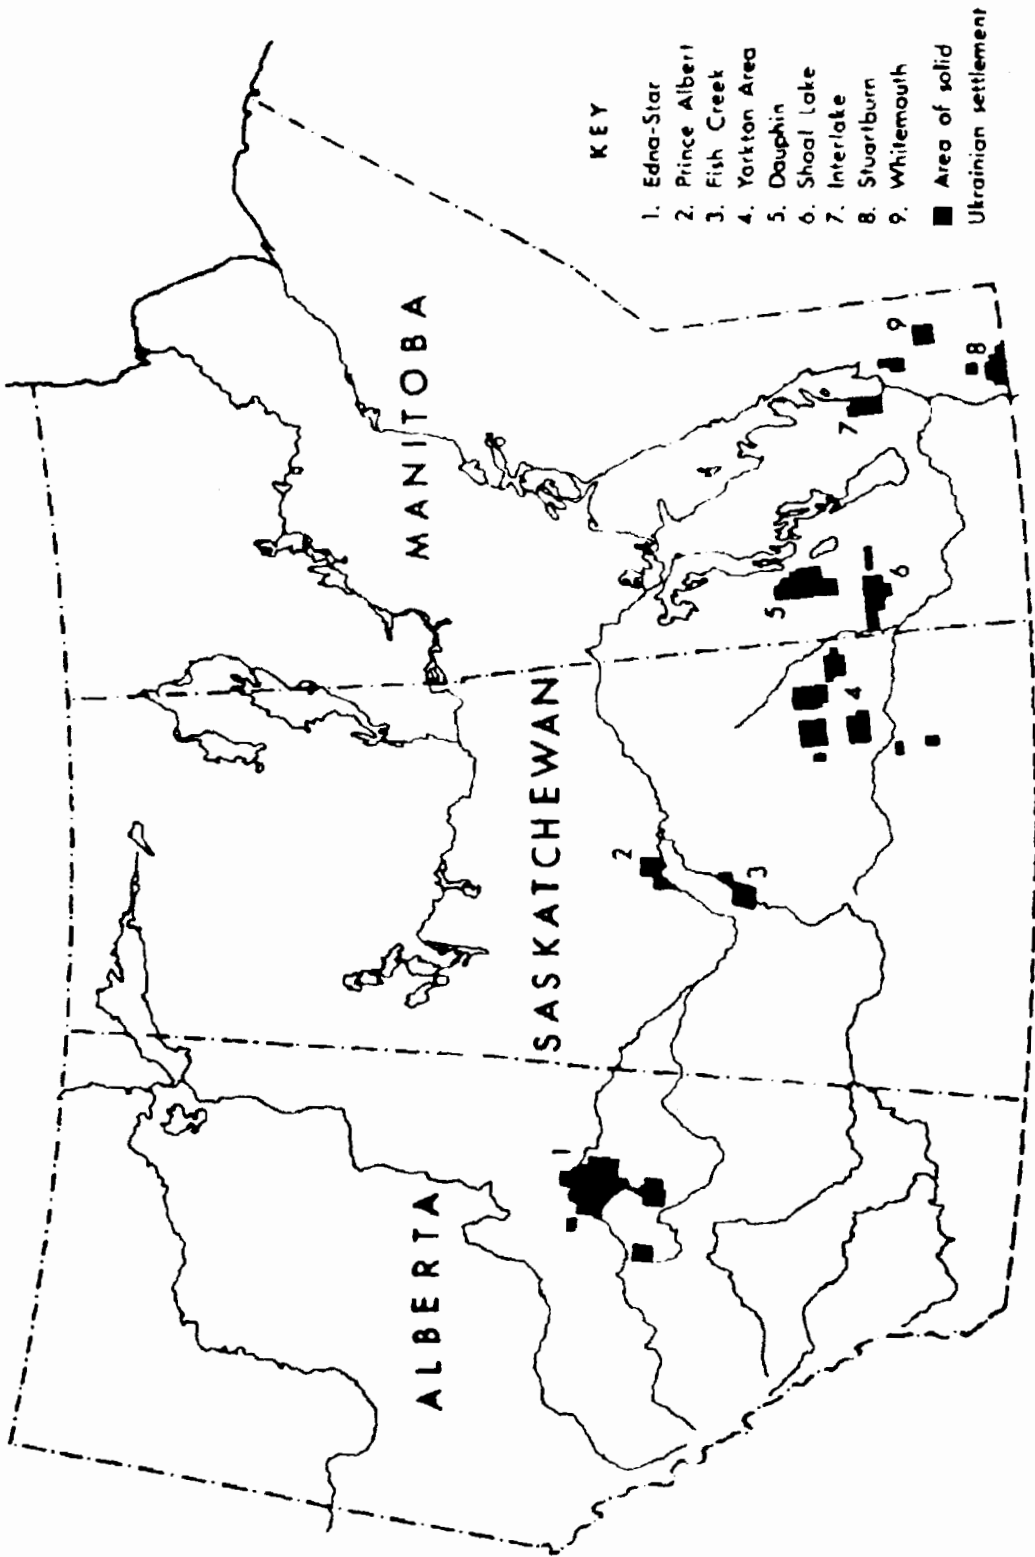 ALBERTA
SASKATCHEWAN
MANITOBA
1
2
3
4
5
6
7
8
9
KEY
1. Edna-Star
2. Prince Albert
3. Fish Creek
4. Yorkton Area
5. Dauphin
6. Shoal Lake
7. Interlake
8. Stuartburn
9. Whitemouth
Area of solid
Ukrainian settlement